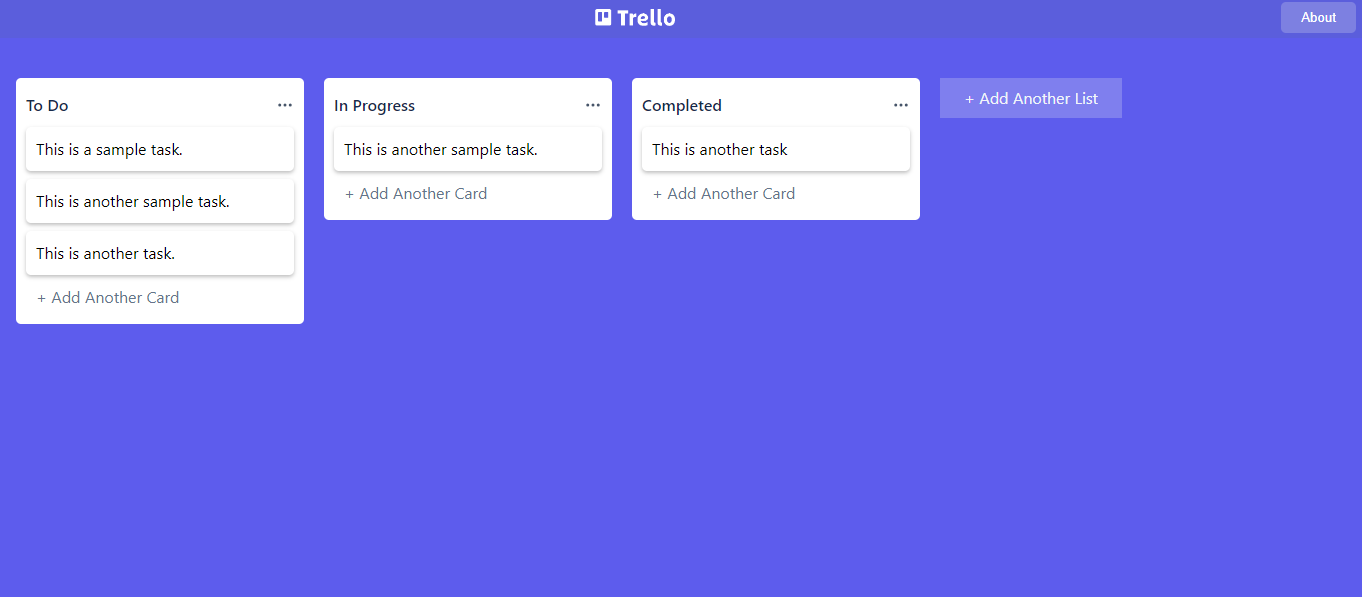 Trello
About
To Do
This is a sample task.
This is another sample task.
This is another task.
+ Add Another Card
In Progress
This is another sample task.
+ Add Another Card
Completed
This is another task
+ Add Another Card
+ Add Another List